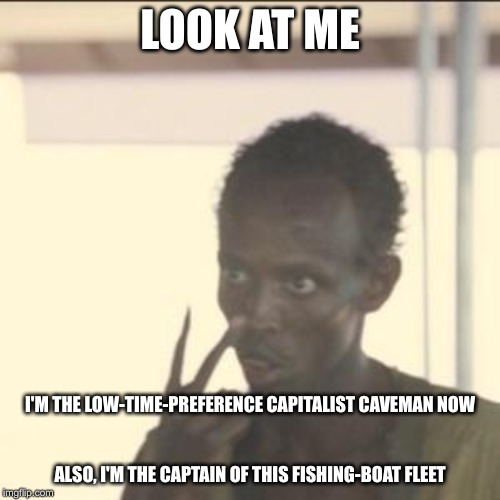 LOOK AT ME
I'M THE LOW-TIME-PREFERENCE CAPITALIST CAVEMAN NOW
ALSO, I'M THE CAPTAIN OF THIS FISHING-BOAT FLEET
imgflip.com